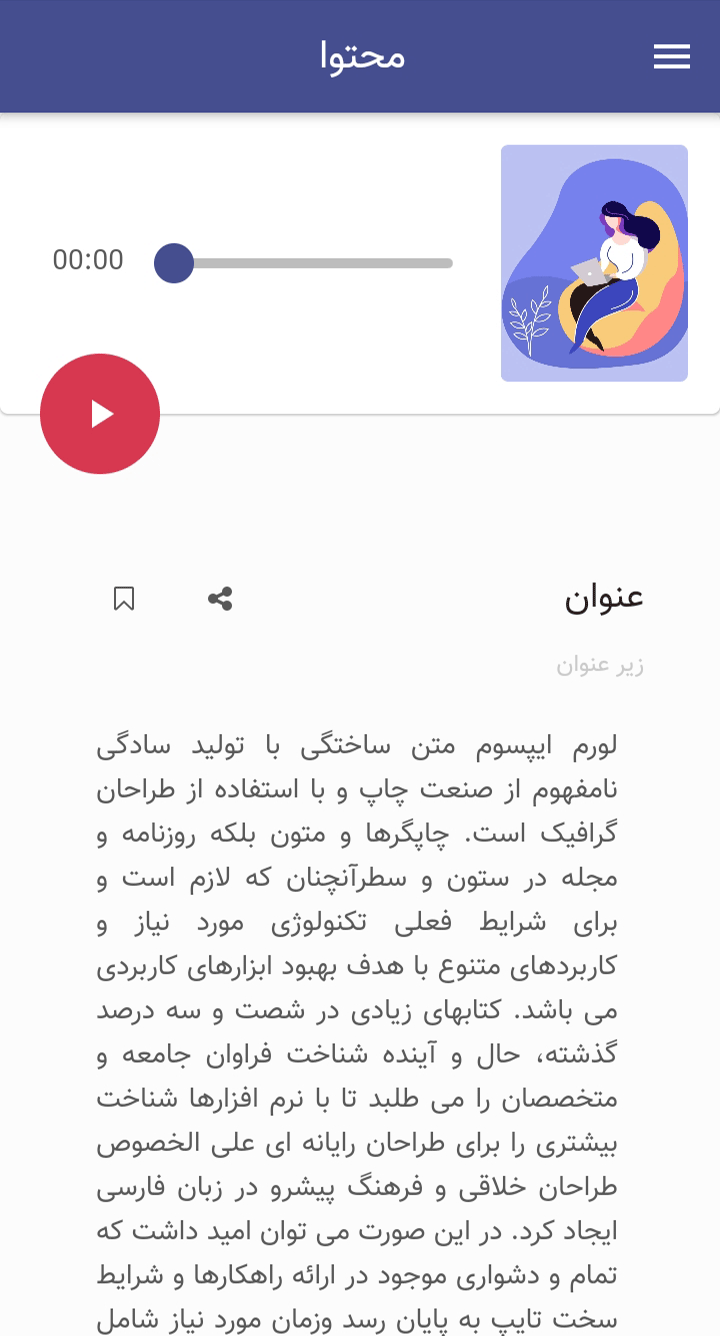 محتوا
00:00
عنوان
زیر عنوان
لورم ایپسوم متن ساختگی با تولید سادگی
نامفهوم از صنعت چاپ و با استفاده از طراحان
گرافیک است. چاپگرها و متون بلکه روزنامه و
مجله در ستون و سطرآنچنان که لازم است و
برای شرایط فعلی تکنولوژی مورد نیاز و
کاربردهای متنوع با هدف بهبود ابزارهای کاربردی
می باشد. کتابهای زیادی در شصت و سه درصد
گذشته، حال و آینده شناخت فراوان جامعه و
متخصصان را می طلبد تا با نرم افزارها شناخت
بیشتری را برای طراحان رایانه ای علی الخصوص
طراحان خلاقی و فرهنگ پیشرو در زبان فارسی
ایجاد کرد. در این صورت می توان امید داشت که
تمام و دشواری موجود در ارائه راهکارها و شرایط
سخت تایپ به پایان رسد وزمان مورد نیاز شامل